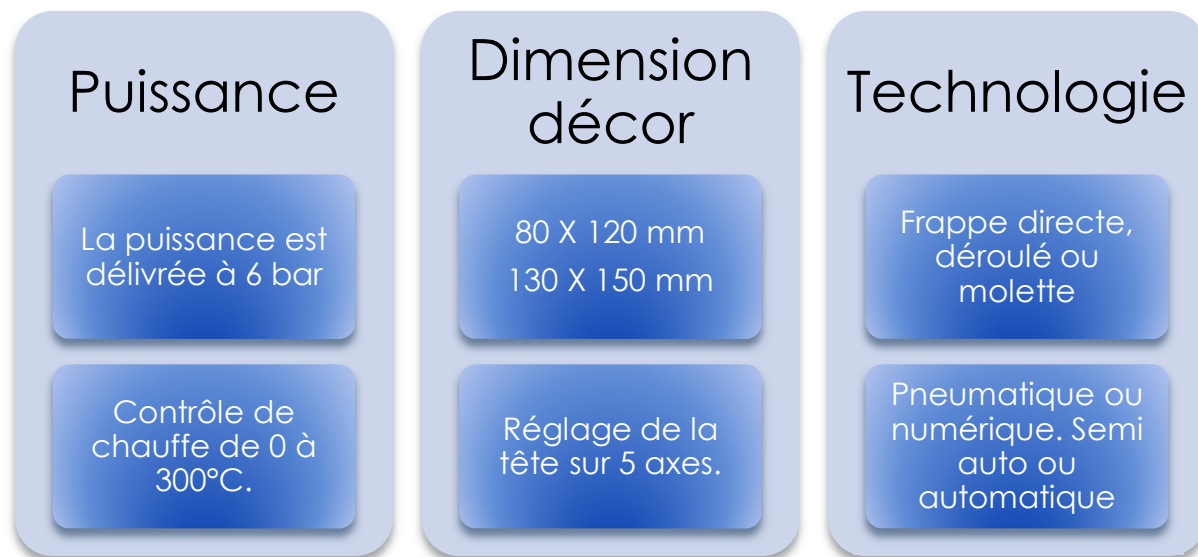 Puissance
La puissance est
délivrée à 6 bar
Contrôle de
chauffe de 0 à
300°C.
Dimension
décor
80 X 120 mm
130 X 150 mm
Réglage de la
tête sur 5 axes.
Technologie
Frappe directe,
déroulé ou
molette
Pneumatique ou
numérique. Semi
auto ou
automatique